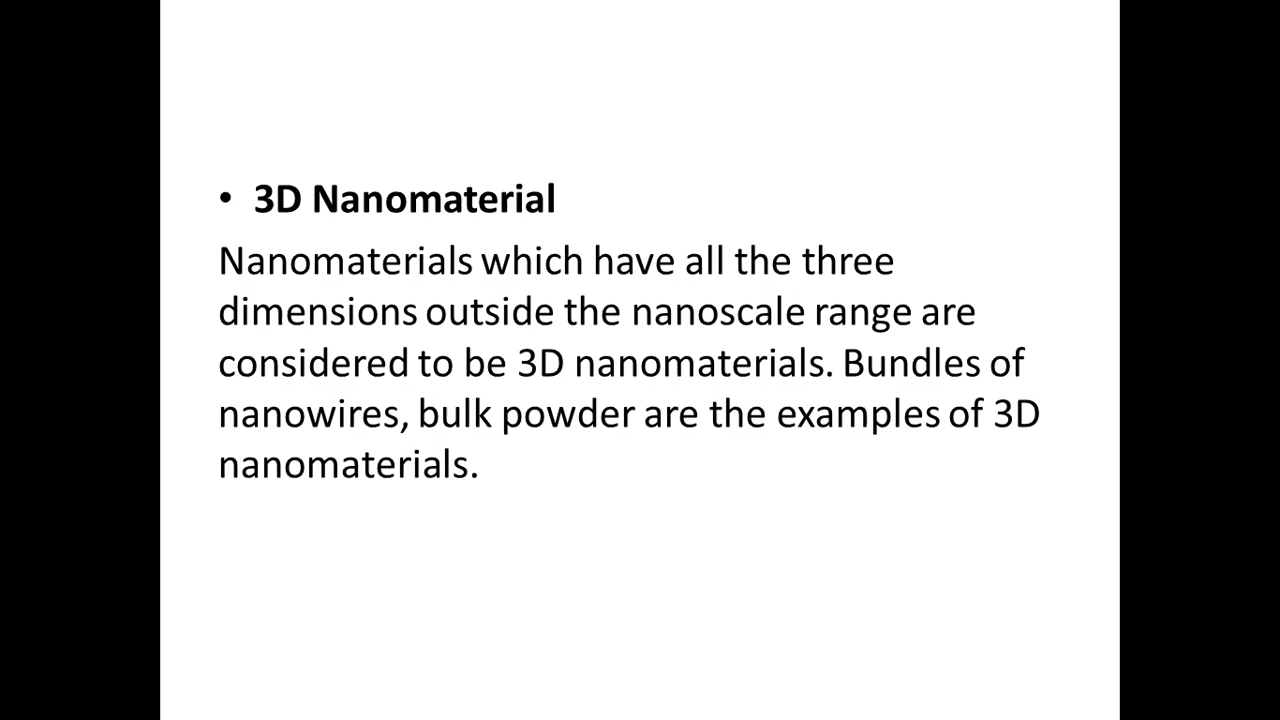 • 3D Nanomaterial
Nanomaterials which have all the three
dimensions outside the nanoscale range are
considered to be 3D nanomaterials. Bundles of
nanowires, bulk powder are the examples of 3D
nanomaterials.